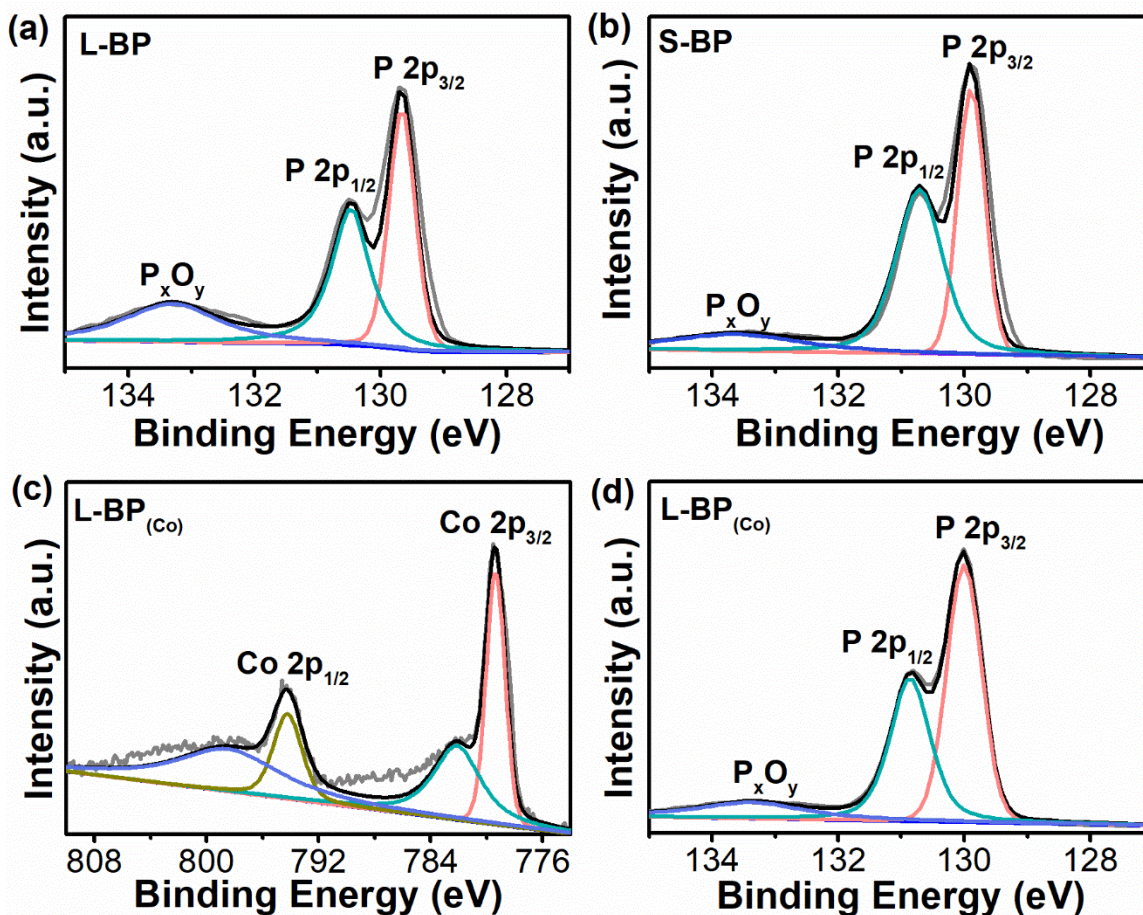 (a)
L-BP
P 2p3/2
P 2p1/2
PxOy
Intensity (a.u.)
134 132 130 128
Binding Energy (eV)
(b)
S-BP
P 2p3/2
P 2p1/2
PxOy
Intensity (a.u.)
134 132 130 128
Binding Energy (eV)
(c)
L-BP(Co)
Co 2p3/2
Co 2p1/2
Intensity (a.u.)
808 800 792 784 776
Binding Energy (eV)
(d)
L-BP(Co)
P 2p3/2
P 2p1/2
PxOy
Intensity (a.u.)
134 132 130 128
Binding Energy (eV)